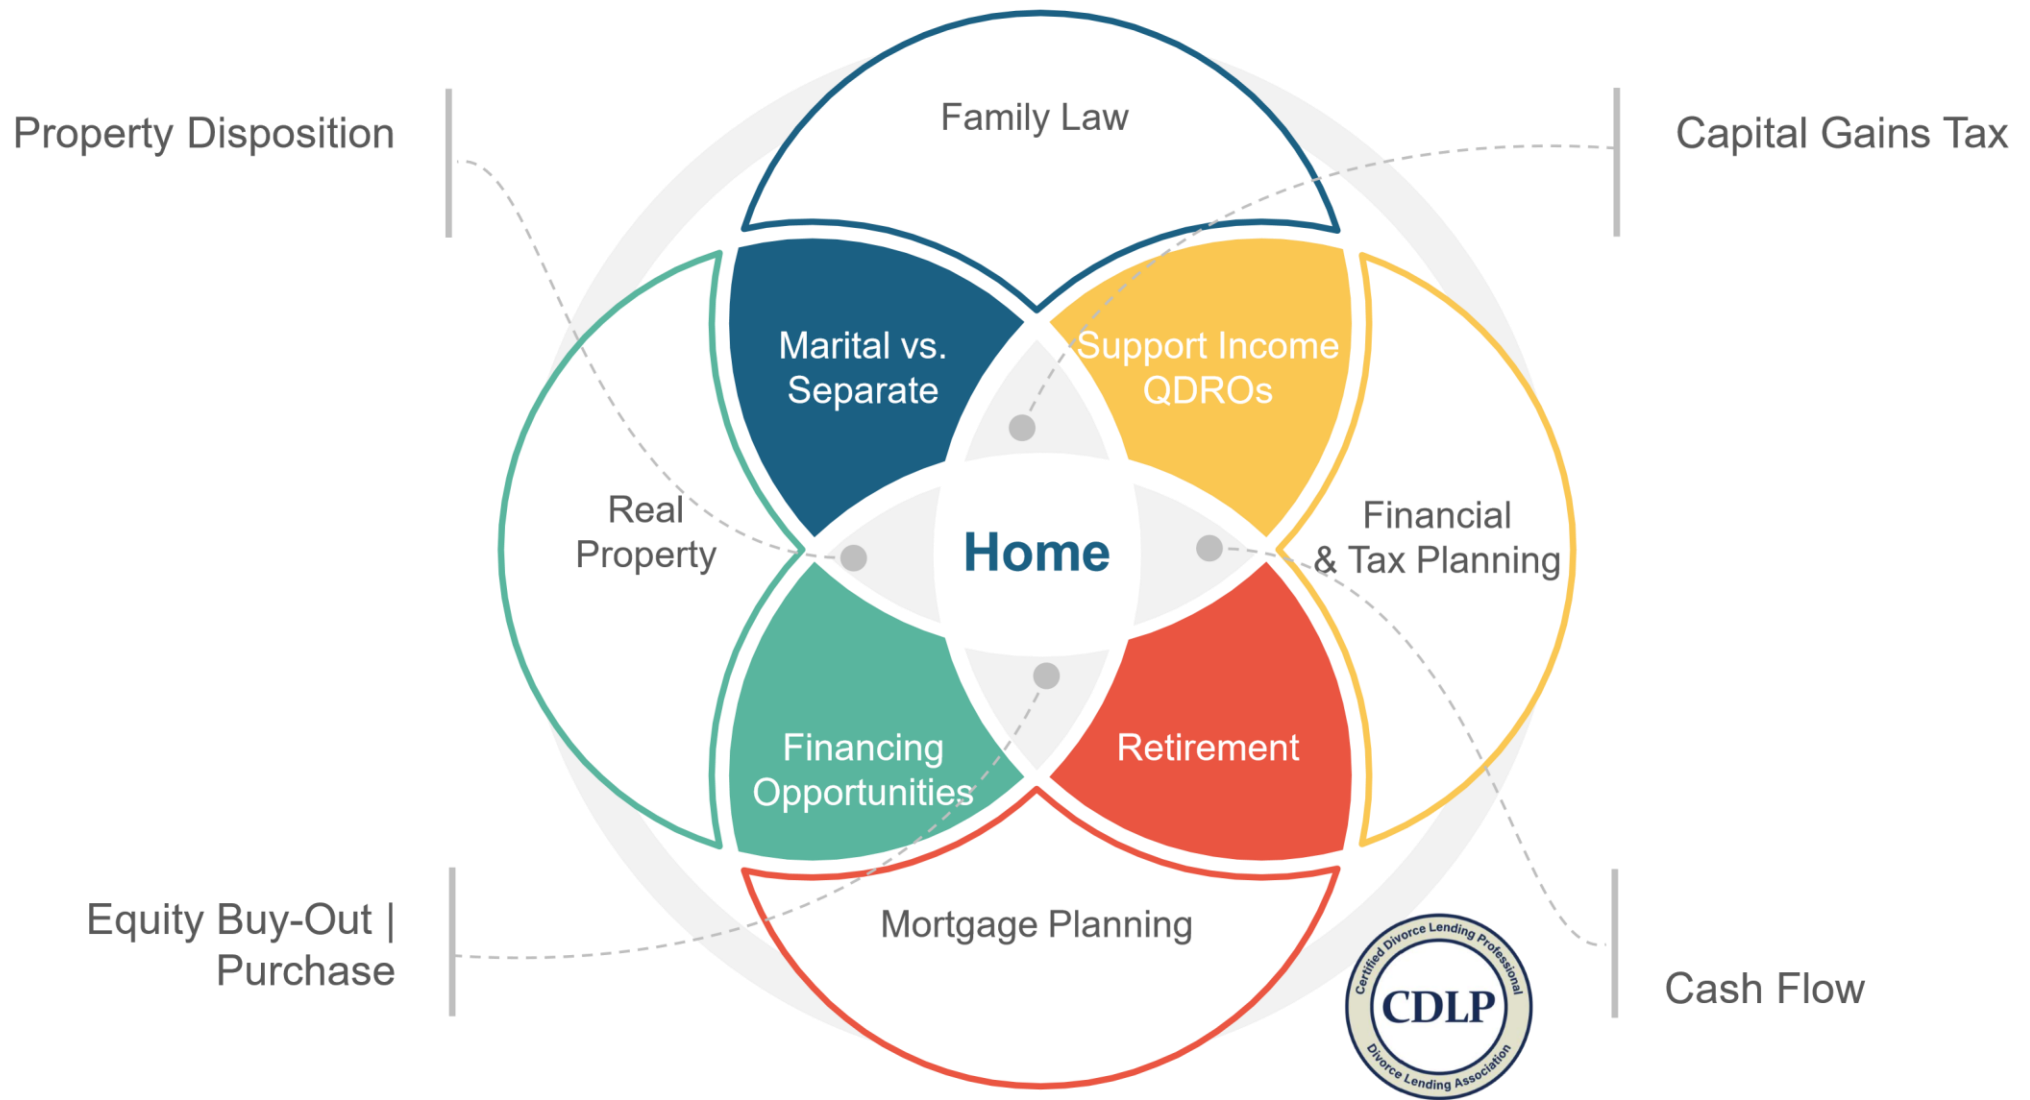 Family Law
Property Disposition
Capital Gains Tax
Marital vs.
Separate
Support Income
QDROs
Real
Property
Home
Financial
& Tax Planning
Financing
Opportunities
Retirement
Equity Buy-Out |
Purchase
Mortgage Planning
Cash Flow
Certified Divorce Lending Professional
CDLP
Divorce Lending Association